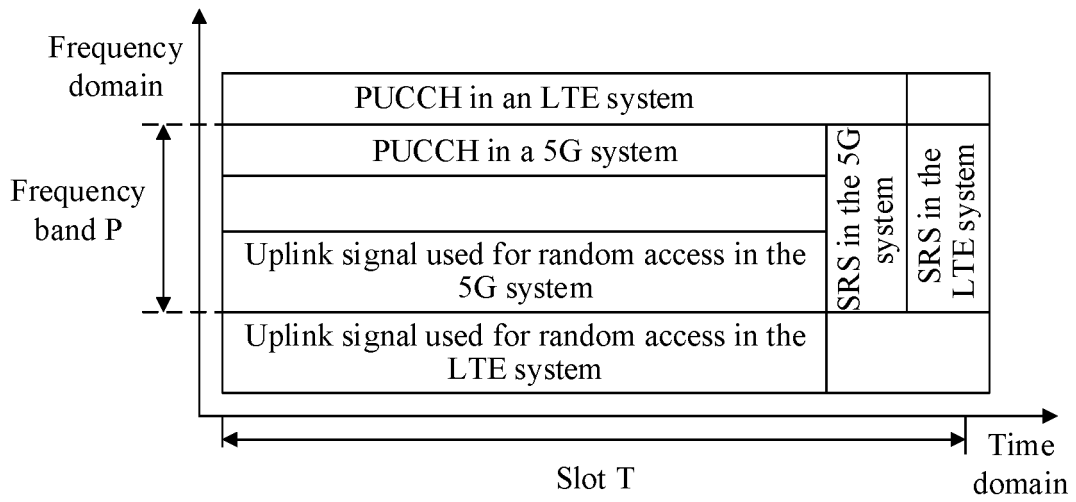 Frequency
domain
PUCCH in an LTE system
PUCCH in a 5G system
Frequency
band P
Uplink signal used for random access in the
5G system
Uplink signal used for random access in the
LTE system
SRS in the 5G
system
SRS in the
LTE system
Slot T
Time
domain